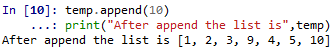 In [10]: temp.append(10)
    ...: print("After append the list is",temp)
After append the list is [1, 2, 3, 9, 4, 5, 10]